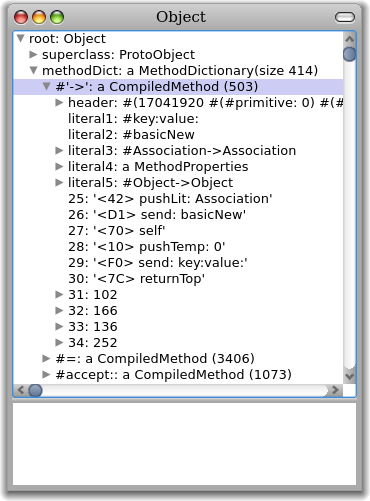 Object
root: Object
superclass: ProtoObject
methodDict: a MethodDictionary(size 414)
#'->': a CompiledMethod (503)
header: #(17041920 #(#primitive: 0) #(#
literal1: #key:value:
literal2: #basicNew
literal3: #Association->Association
literal4: a MethodProperties
literal5: #Object->Object
25: '<42> pushLit: Association'
26: '<D1> send: basicNew'
27: '<70> self'
28: '<10> pushTemp: 0'
29: '<F0> send: key:value:'
30: '<7C> returnTop'
31: 102
32: 166
33: 136
34: 252
#=: a CompiledMethod (3406)
#accept:: a CompiledMethod (1073)